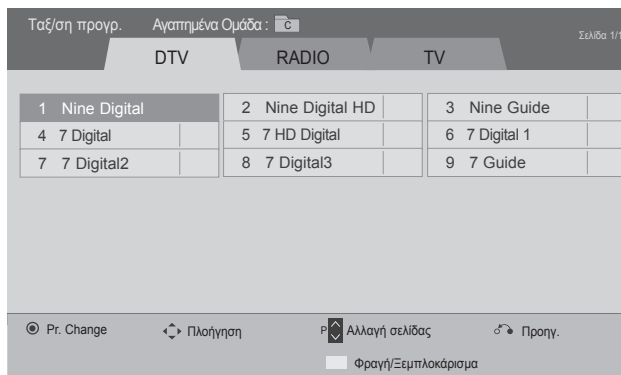 Ταξ/ση προγρ. Αγαπημένα Ομάδα : C
Σελίδα 1/1
DTV RADIO TV
1 Nine Digital 2 Nine Digital HD 3 Nine Guide
4 7 Digital 5 7 HD Digital 6 7 Digital 1
7 7 Digital2 8 7 Digital3 9 7 Guide
Pr. Change Πλοήγηση P Αλλαγή σελίδας Προηγ.
Φραγή/Ξεμπλοκάρισμα